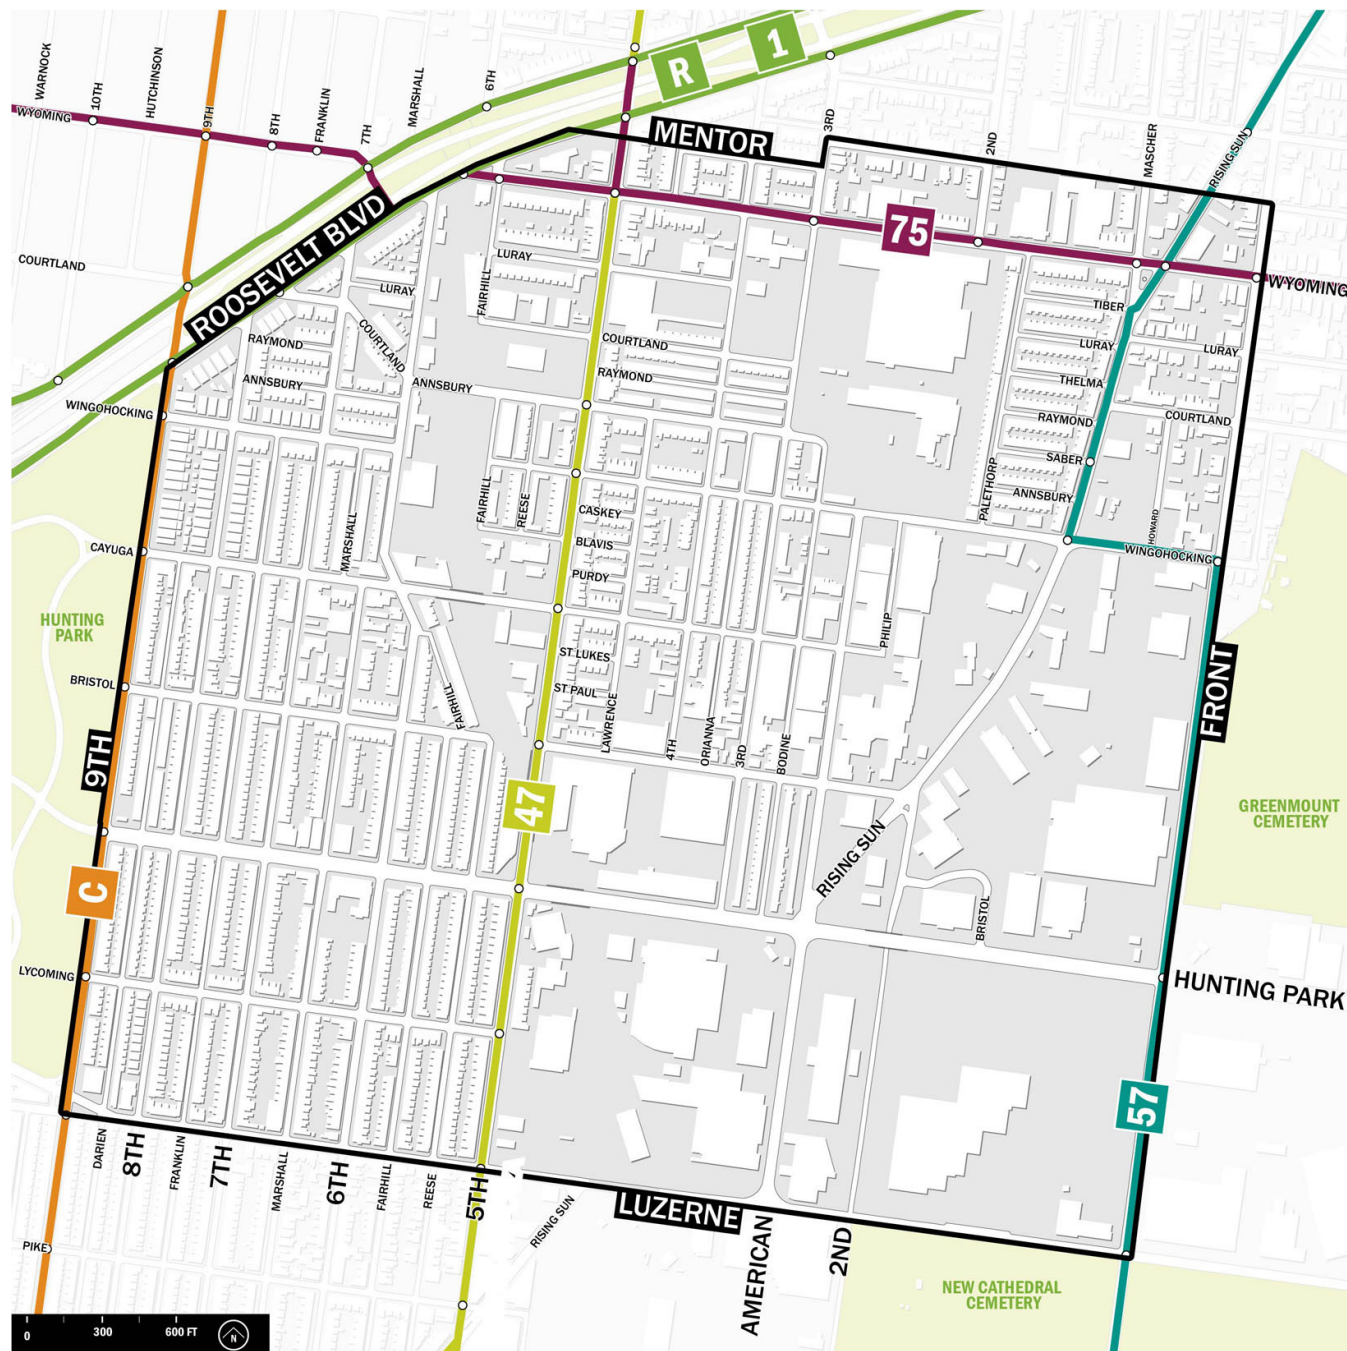 WARNOCK
10TH
HUTCHINSON
9TH
8TH
FRANKLIN
7TH
MARSHALL
6TH
R
1
3RD
2ND
MASCHER
RISING SUN
WYOMING
MENTOR
75
WYOMING
COURTLAND
ROOSEVELT BLVD
LURAY
FAIRHILL
LURAY
TIBER
LURAY
LURAY
RAYMOND
COURTLAND
COURTLAND
RAYMOND
THELMA
ANNSBURY
ANNSBURY
WINGOHOCKING
RAYMOND
COURTLAND
SABER
ANNSBURY
PALETHORP
HOWARD
FAIRHILL
REESE
CASKEY
MARSHALL
BLAVIS
CAYUGA
WINGOHOCKING
PURDY
HUNTING
PARK
PHILIP
ST LUKES
BRISTOL
ST PAUL
FAIRHILL
LAWRENCE
4TH
ORIANNA
3RD
BODINE
FRONT
9TH
47
GREENMOUNT
CEMETERY
RISING SUN
C
BRISTOL
LYCOMING
HUNTING PARK
57
DARIEN
8TH
FRANKLIN
7TH
MARSHALL
6TH
FAIRHILL
REESE
5TH
RISING SUN
LUZERNE
AMERICAN
2ND
PIKE
NEW CATHEDRAL
CEMETERY
0
300
600 FT
N